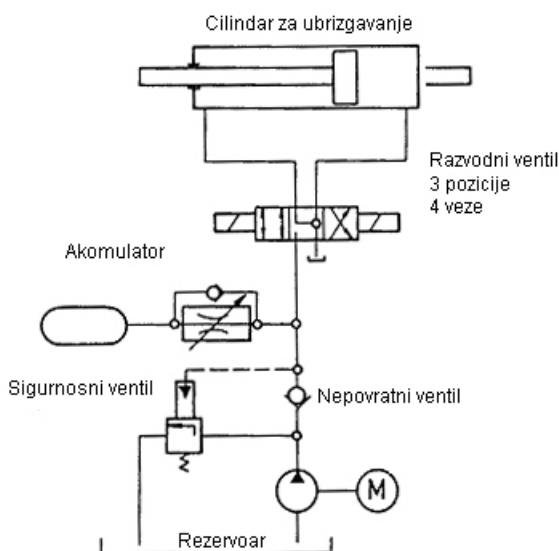 Cilindar za ubrizgavanje
Razvodni ventil
3 pozicije
4 veze
Akomulator
Sigurnosni ventil
Nepovratni ventil
M
Rezervoar